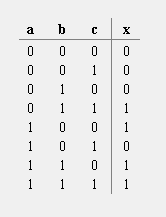 a b c x
0 0 0 0
0 0 1 0
0 1 0 0
0 1 1 1
1 0 0 1
1 0 1 0
1 1 0 1
1 1 1 1